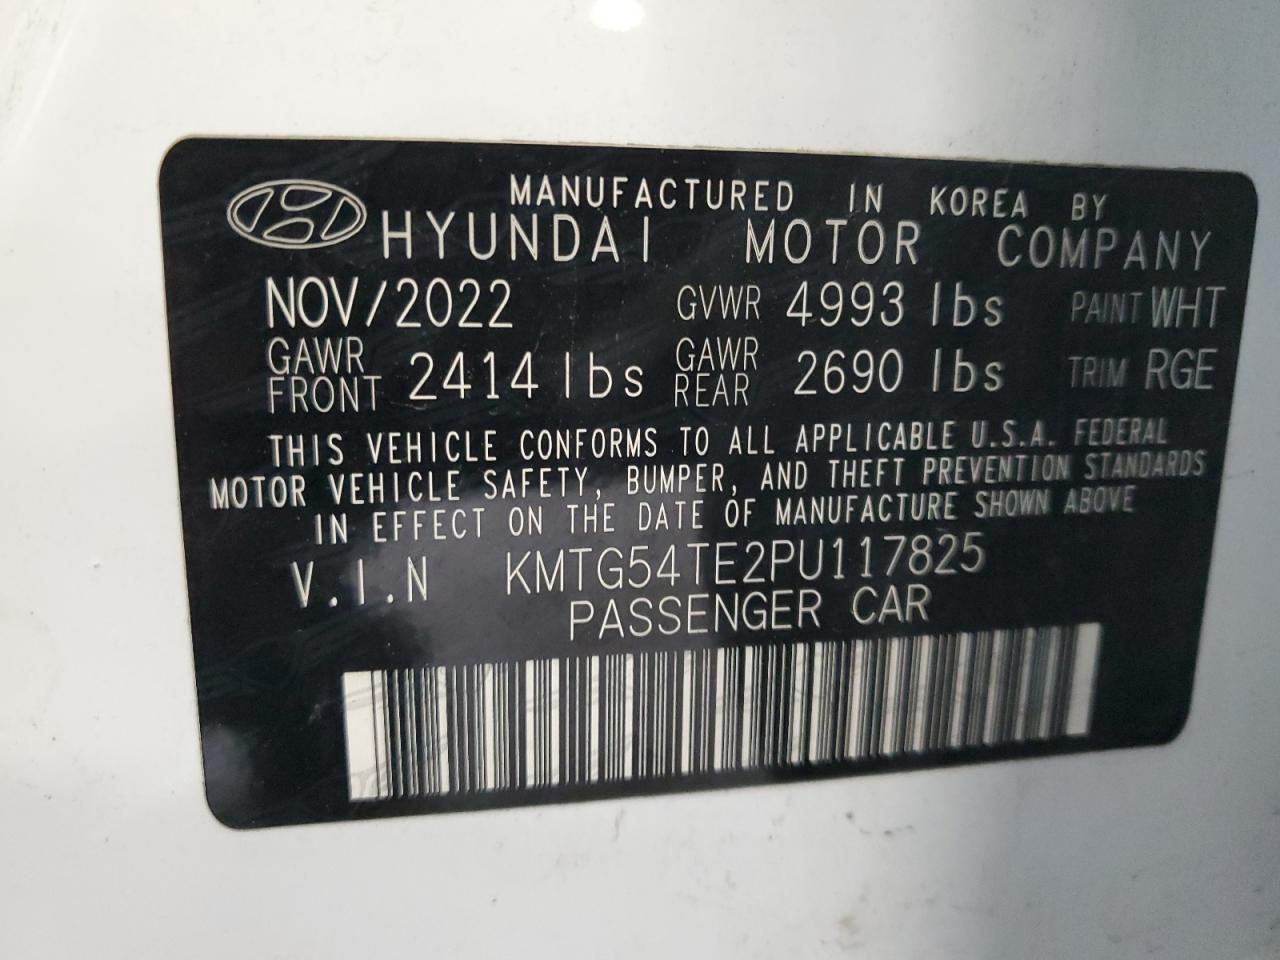 MANUFACTURED IN KOREA BY
HYUNDAI MOTOR COMPANY
NOV/2022 GVWR 4993 lbs PAINT WHT
GAWR FRONT 2414 lbs GAWR REAR 2690 lbs TRIM RGE
THIS VEHICLE CONFORMS TO ALL APPLICABLE U.S.A. FEDERAL
MOTOR VEHICLE SAFETY, BUMPER, AND THEFT PREVENTION STANDARDS
IN EFFECT ON THE DATE OF MANUFACTURE SHOWN ABOVE
V.I.N KMTG54TE2PU117825
PASSENGER CAR